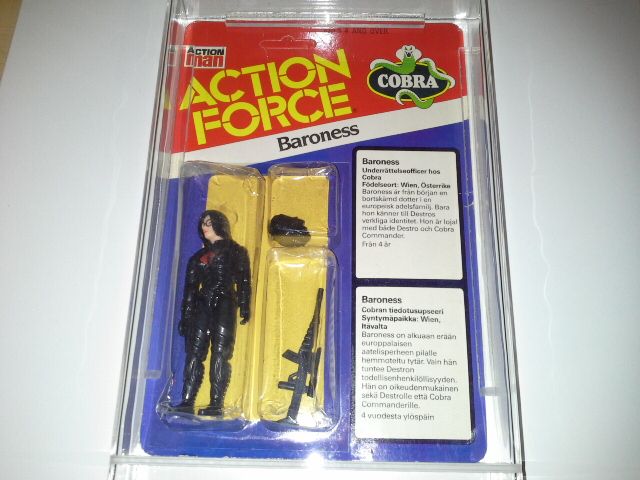 4 AND OVER
ACTION
man
ACTION
FORCE
COBRA
Baroness
Baroness
Underrättelseofficer hos
Cobra
Födelseort: Wien, Österrike
Baroness är från början en
bortskämd dotter i en
europeisk adelsfamilj. Bara
hon känner till Destros
verkliga identitet. Hon är lojal
med både Destro och Cobra
Commander.
Från 4 år
Baroness
Cobran tiedotusupseeri
Syntymäpaikka: Wien,
Itävalta
Baroness on alkuaan erään
europpalaisen
aatelisperheen pilalle
hemmoteltu tytär. Vain hän
tuntee Destron
todellisenhenkilöllisyyden.
Hän on oikeudenmukainen
sekä Destrolle että Cobra
Commanderille.
4 vuodesta ylöspäin